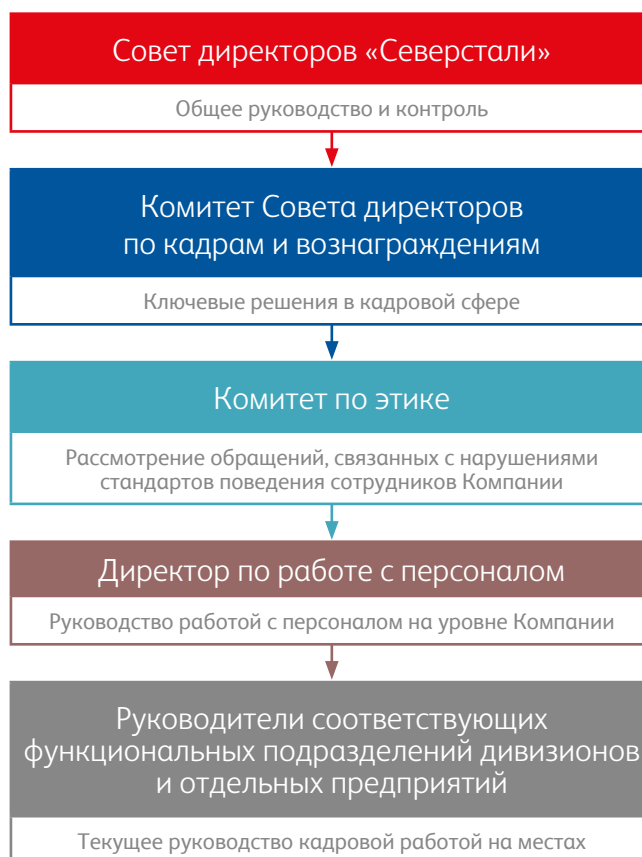 Совет директоров «Северстали»
Общее руководство и контроль
Комитет Совета директоров
по кадрам и вознаграждениям
Ключевые решения в кадровой сфере
Комитет по этике
Рассмотрение обращений, связанных с нарушениями
стандартов поведения сотрудников Компании
Директор по работе с персоналом
Руководство работой с персоналом на уровне Компании
Руководители соответствующих
функциональных подразделений дивизионов
и отдельных предприятий
Текущее руководство кадровой работой на местах